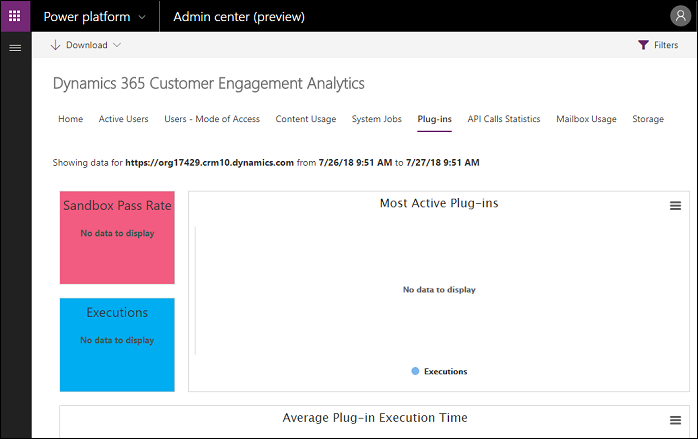 Power platform
Admin center (preview)
Download
Filters
Dynamics 365 Customer Engagement Analytics
Home Active Users Users - Mode of Access Content Usage System Jobs Plug-ins API Calls Statistics Mailbox Usage Storage
Showing data for https://org17429.crm10.dynamics.com from 7/26/18 9:51 AM to 7/27/18 9:51 AM
Sandbox Pass Rate
No data to display
Executions
No data to display
Most Active Plug-ins
No data to display
Executions
Average Plug-in Execution Time